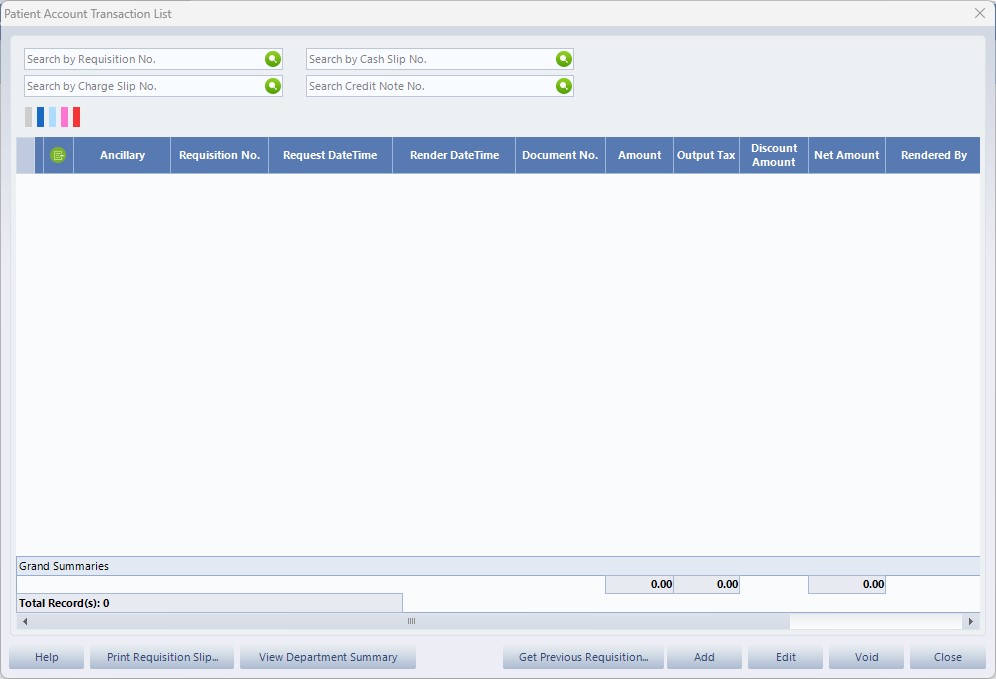 Patient Account Transaction List
Search by Requisition No.
Search by Cash Slip No.
Search by Charge Slip No.
Search Credit Note No.
Ancillary
Requisition No.
Request DateTime
Render DateTime
Document No.
Amount
Output Tax
Discount
Amount
Net Amount
Rendered By
Grand Summaries
0.00
0.00
0.00
Total Record(s): 0
Help
Print Requisition Slip...
View Department Summary
Get Previous Requisition...
Add
Edit
Void
Close